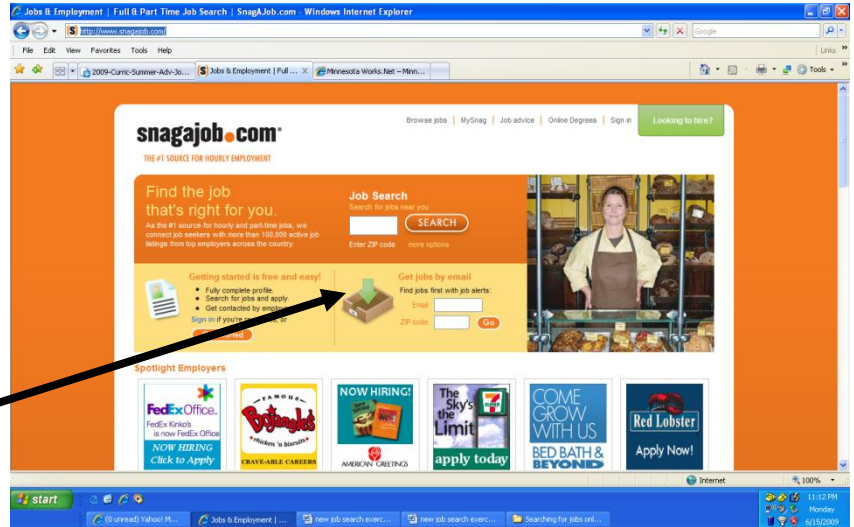 Jobs & Employment | Full & Part Time Job Search | SnagAJob.com - Windows Internet Explorer
http://www.snagajob.com/
Google
File Edit View Favorites Tools Help
Links
2009-Curric-Summer-Adv-Jo... Jobs & Employment | Full ... Minnesota Works.Net – Minn...
Tools
Browse jobs | MySnag | Job advice | Online Degrees | Sign in
Looking to hire?
snagajob.com
THE #1 SOURCE FOR HOURLY EMPLOYMENT
Find the job
that's right for you.
As the #1 source for hourly and part-time jobs, we
connect job seekers with more than 100,000 active job
listings from top employers across the country.
Job Search
Search for jobs near you
SEARCH
Enter ZIP code more options
Getting started is free and easy!
Fully complete profile.
Search for jobs and apply.
Get contacted by
Sign in if you're or
Get jobs by email
Find jobs first with job alerts:
Email
ZIP code Go
Spotlight Employers
FedEx Office.
FedEx Kinko's
is now FedEx Office
NOW HIRING
Click to Apply
FAMOUS
Bojangles'
chicken 'n biscuits
CRAVE-ABLE CAREERS
NOW HIRING!
AMERICAN GREETINGS
The
Sky's
the
Limit
apply today
COME
GROW
WITH US
BED BATH &
BEYOND
Red Lobster
Apply Now!
Internet 100%
start
(0 unread) Yahoo! M... Jobs & Employment | ... new job search exerc... new job search exerc... Searching for jobs onl...
11:12 PM
Monday
6/15/2009